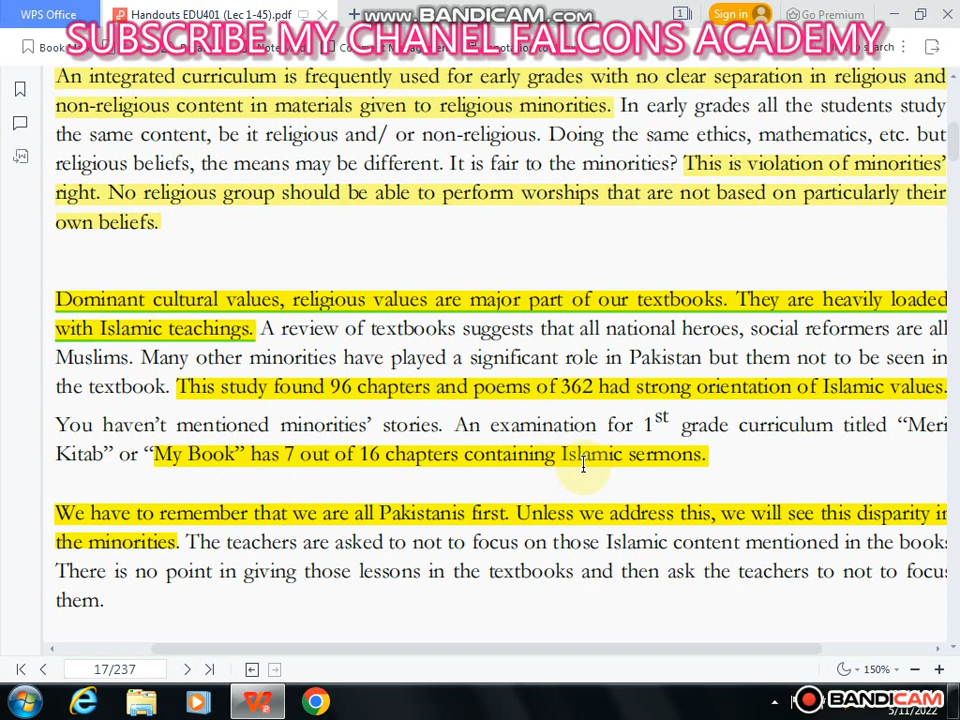 WPS Office
Handouts EDU401 (Lec 1-45).pdf
www.BANDICAM.com
1
Sign in
Go Premium
SUBSCRIBE MY CHANEL FALCONS ACADEMY
An integrated curriculum is frequently used for early grades with no clear separation in religious and
non-religious content in materials given to religious minorities. In early grades all the students study
the same content, be it religious and/ or non-religious. Doing the same ethics, mathematics, etc. but
religious beliefs, the means may be different. It is fair to the minorities? This is violation of minorities’
right. No religious group should be able to perform worships that are not based on particularly their
own beliefs.
Dominant cultural values, religious values are major part of our textbooks. They are heavily loaded
with Islamic teachings. A review of textbooks suggests that all national heroes, social reformers are all
Muslims. Many other minorities have played a significant role in Pakistan but them not to be seen in
the textbook. This study found 96 chapters and poems of 362 had strong orientation of Islamic values.
You haven’t mentioned minorities’ stories. An examination for 1st grade curriculum titled “Meri
Kitab” or “My Book” has 7 out of 16 chapters containing Islamic sermons.
We have to remember that we are all Pakistanis first. Unless we address this, we will see this disparity in
the minorities. The teachers are asked to not to focus on those Islamic content mentioned in the book
There is no point in giving those lessons in the textbooks and then ask the teachers to not to focus
them.
17/237
150%
BANDICAM
5/11/2022